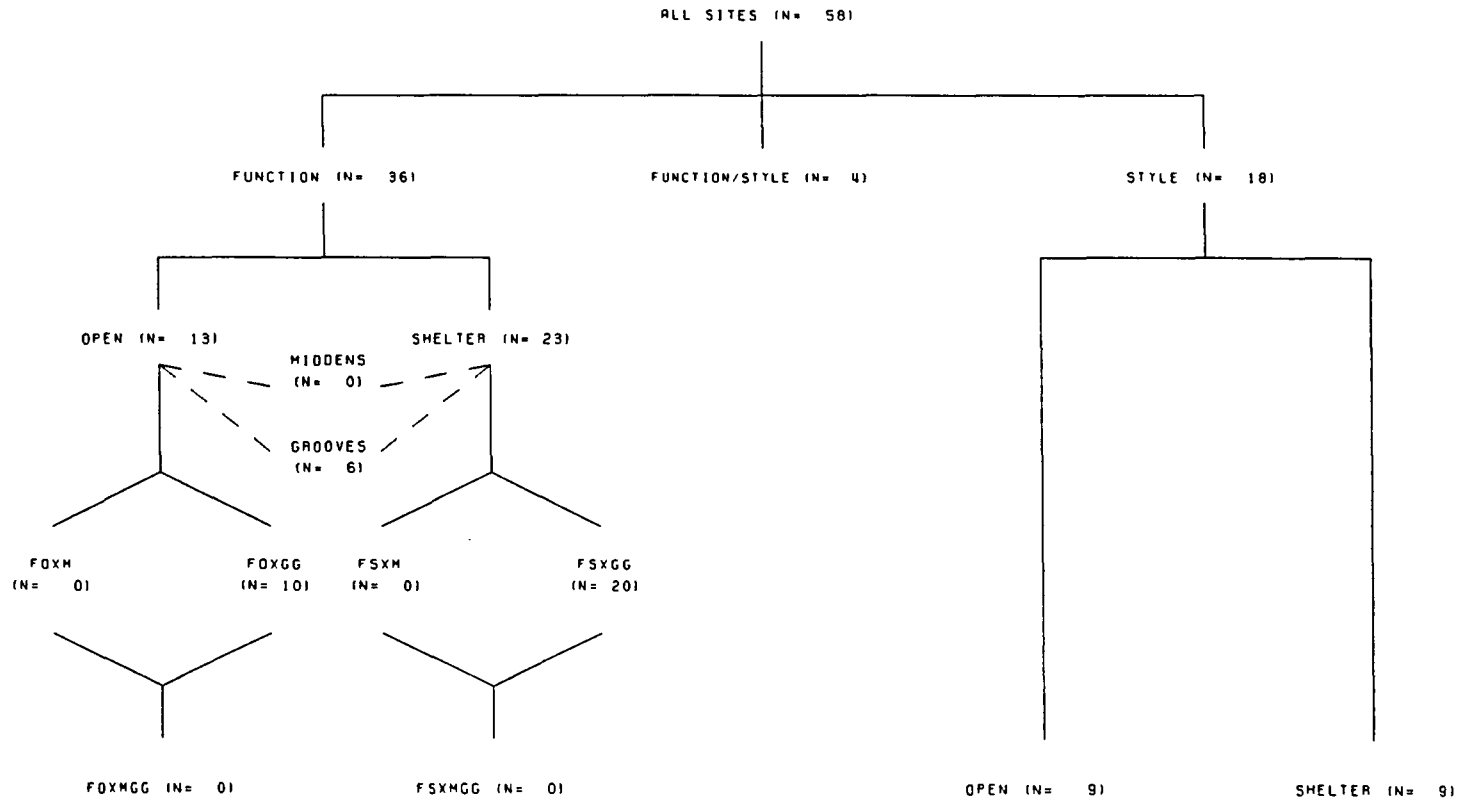 ALL SITES (N= 58)
FUNCTION (N= 36)
FUNCTION/STYLE (N= 4)
STYLE (N= 18)
OPEN (N= 13)
SHELTER (N= 23)
MIDDENS
(N= 0)
GROOVES
(N= 6)
FOXM
(N= 0)
FOXGG
(N= 10)
FSXM
(N= 0)
FSXGG
(N= 20)
FOXMGG (N= 0)
FSXMGG (N= 0)
OPEN (N= 9)
SHELTER (N= 9)